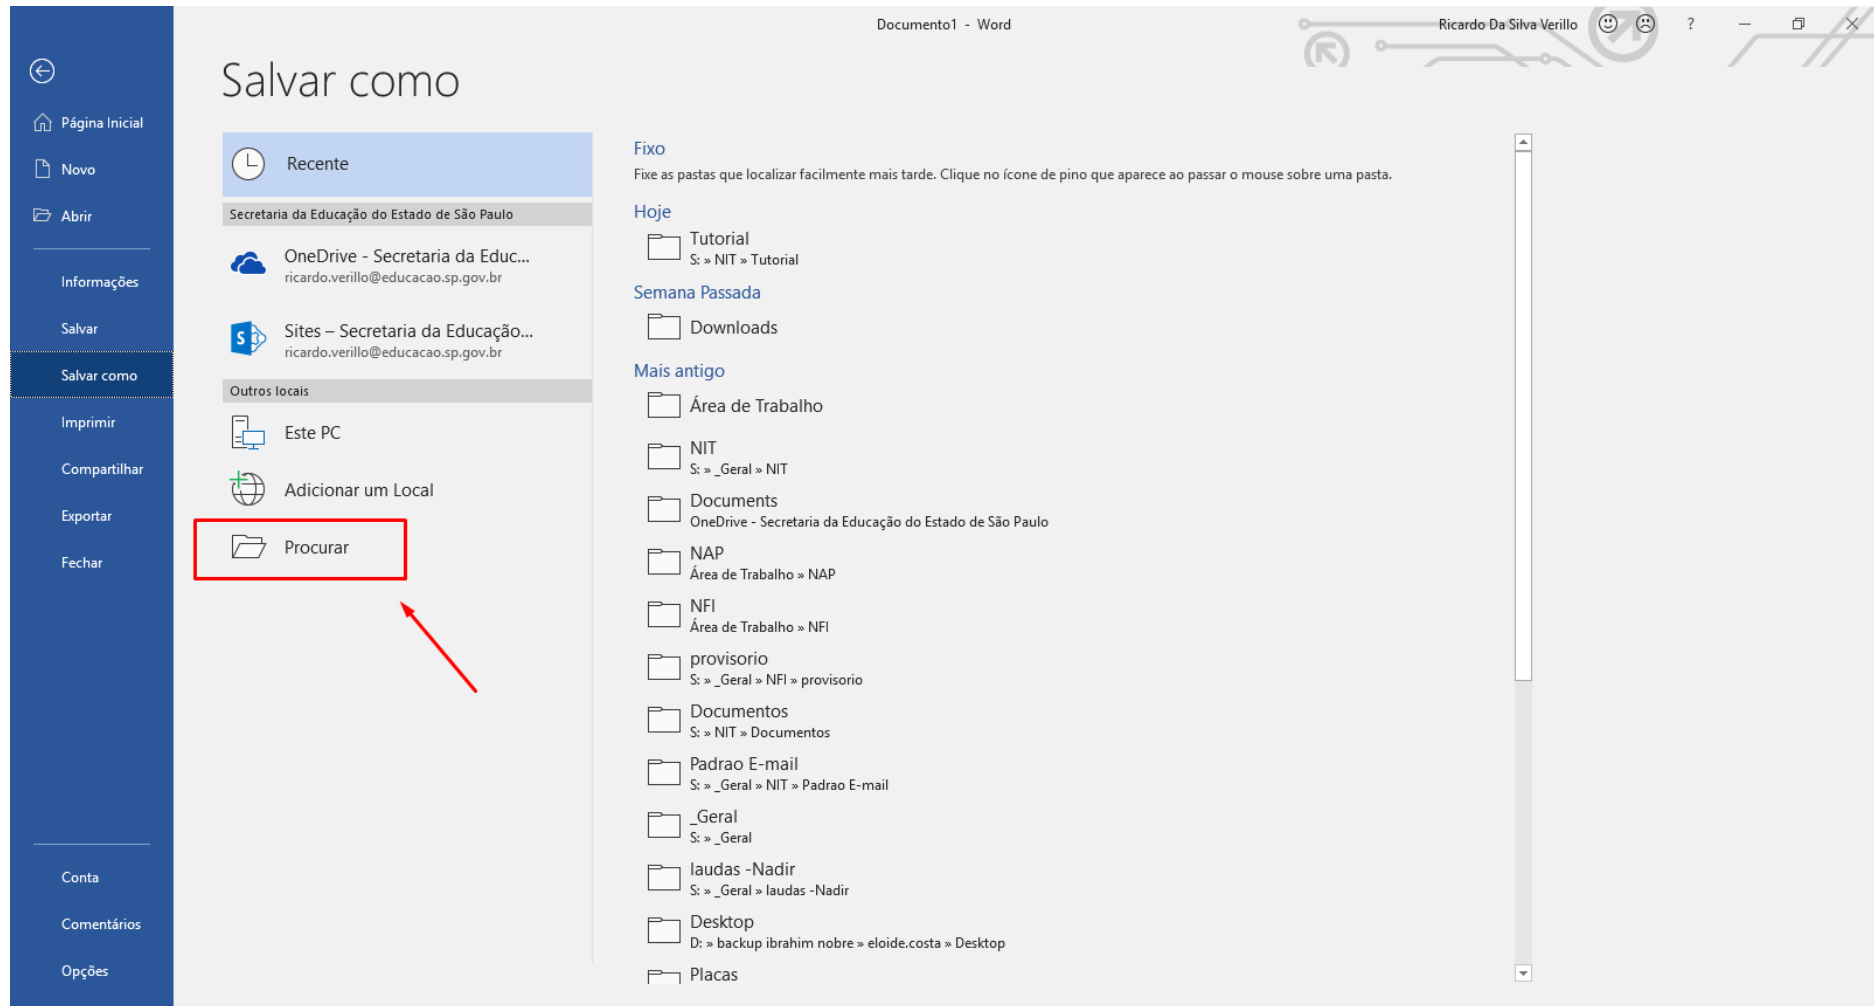 Documento1 - Word
Ricardo Da Silva Verillo
?
Salvar como
Página Inicial
Novo
Abrir
Informações
Salvar
Salvar como
Imprimir
Compartilhar
Exportar
Fechar
Conta
Comentários
Opções
Recente
Secretaria da Educação do Estado de São Paulo
OneDrive - Secretaria da Educ...
ricardo.verillo@educacao.sp.gov.br
S
Sites – Secretaria da Educação...
ricardo.verillo@educacao.sp.gov.br
Outros locais
Este PC
Adicionar um Local
Procurar
Fixo
Fixe as pastas que localizar facilmente mais tarde. Clique no ícone de pino que aparece ao passar o mouse sobre uma pasta.
Hoje
Tutorial
S: » NIT » Tutorial
Semana Passada
Downloads
Mais antigo
Área de Trabalho
NIT
S: » _Geral » NIT
Documents
OneDrive - Secretaria da Educação do Estado de São Paulo
NAP
Área de Trabalho » NAP
NFI
Área de Trabalho » NFI
provisorio
S: » _Geral » NFI » provisorio
Documentos
S: » NIT » Documentos
Padrao E-mail
S: » _Geral » NIT » Padrao E-mail
_Geral
S: » _Geral
laudas -Nadir
S: » _Geral » laudas -Nadir
Desktop
D: » backup ibrahim nobre » eloide.costa » Desktop
Placas